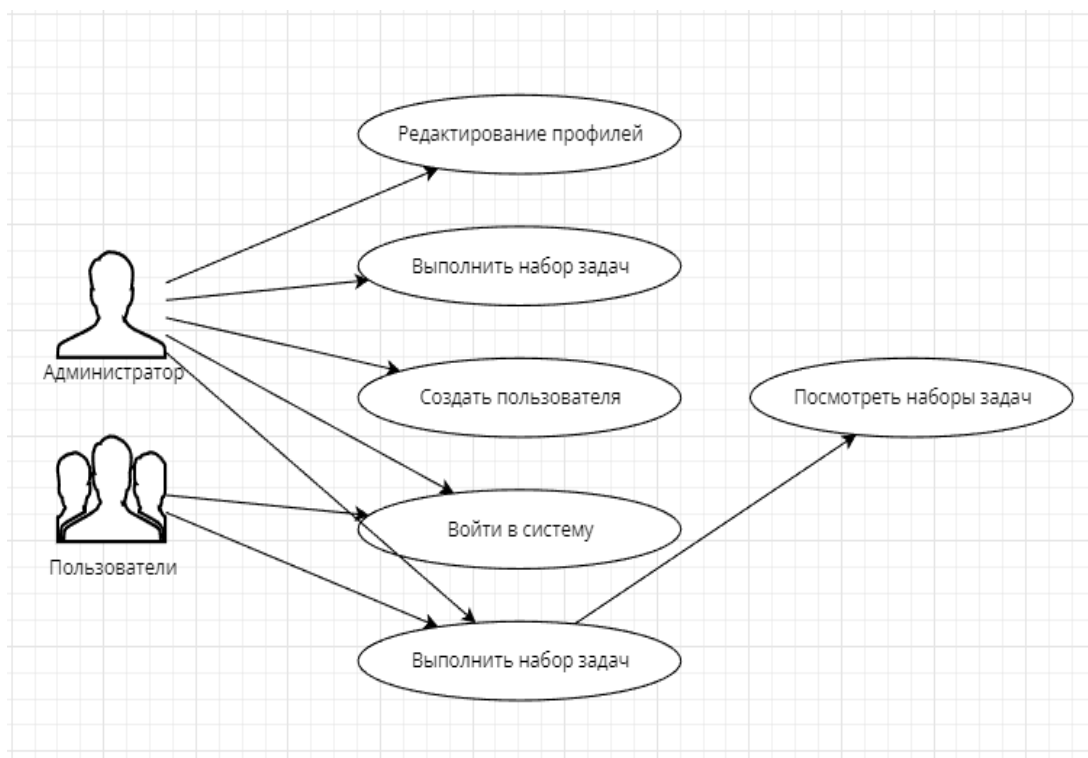 Редактирование профилей
Выполнить набор задач
Администратор
Создать пользователя
Посмотреть наборы задач
Войти в систему
Пользователи
Выполнить набор задач